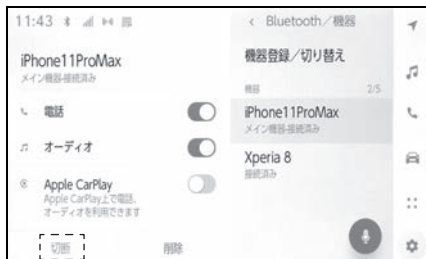 11:43
iPhone11ProMax
メイン機器-接続済み
電話
オーディオ
Apple CarPlay
Apple CarPlay上で電話、
オーディオを利用できます
切断
削除
< Bluetooth／機器
機器登録／切り替え
機器 2/5
iPhone11ProMax
メイン機器-接続済み
Xperia 8
接続済み